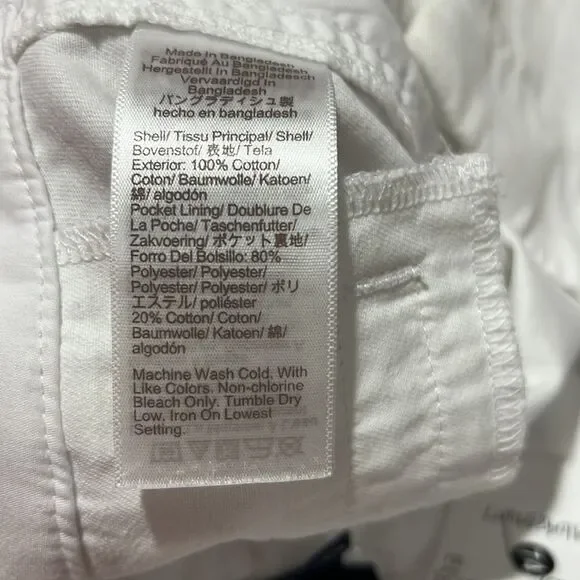 Made In Bangladesh
Fabriqué Au Bangladesh
Hergestellt In Bangladesh
Vervaardigd In
Bangladesh
バングラディシュ製
hecho en bangladesh
Shell/ Tissu Principal/ Shell/
Bovenstof/ 表地/ Tela
Exterior: 100% Cotton/
Coton/ Baumwolle/ Katoen/
綿/ algodón
Pocket Lining/ Doublure De
La Poche/ Taschenfutter/
Zakvoering/ ポケット裏地/
Forro Del Bolsillo: 80%
Polyester/ Polyester/
Polyester/ Polyester/ ポリ
エステル/ poliéster
20% Cotton/ Coton/
Baumwolle/ Katoen/ 綿/
algodón
Machine Wash Cold. With
Like Colors. Non-chlorine
Bleach Only. Tumble Dry
Low. Iron On Lowest
Setting.